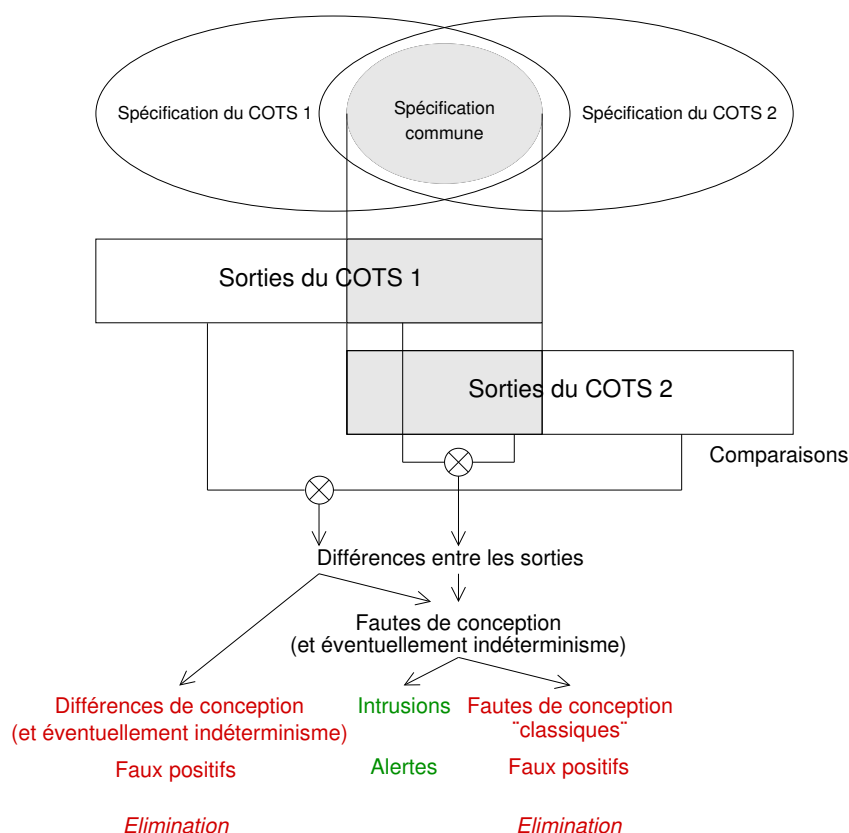 Spécification du COTS 1
Spécification
commune
Spécification du COTS 2
Sorties du COTS 1
Sorties du COTS 2
Comparaisons
Différences entre les sorties
Fautes de conception
(et éventuellement indéterminisme)
Différences de conception
(et éventuellement indéterminisme)
Faux positifs
Elimination
Intrusions
Alertes
Fautes de conception
"classiques"
Faux positifs
Elimination